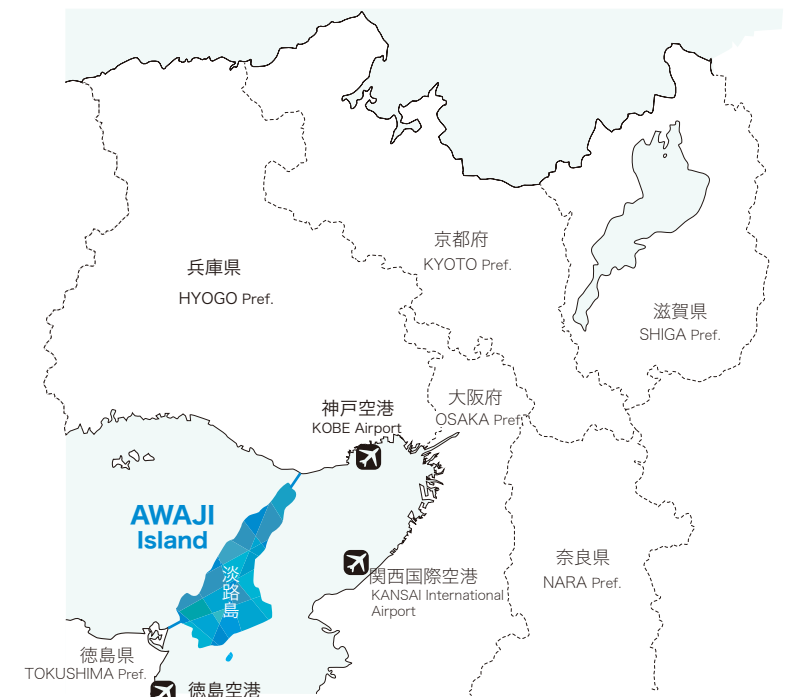 京都府
KYOTO Pref.
兵庫県
HYOGO Pref.
滋賀県
SHIGA Pref.
大阪府
OSAKA Pref.
神戸空港
KOBE Airport
AWAJI
Island
淡路島
関西国際空港
KANSAI International
Airport
奈良県
NARA Pref.
徳島県
TOKUSHIMA Pref.
徳島空港